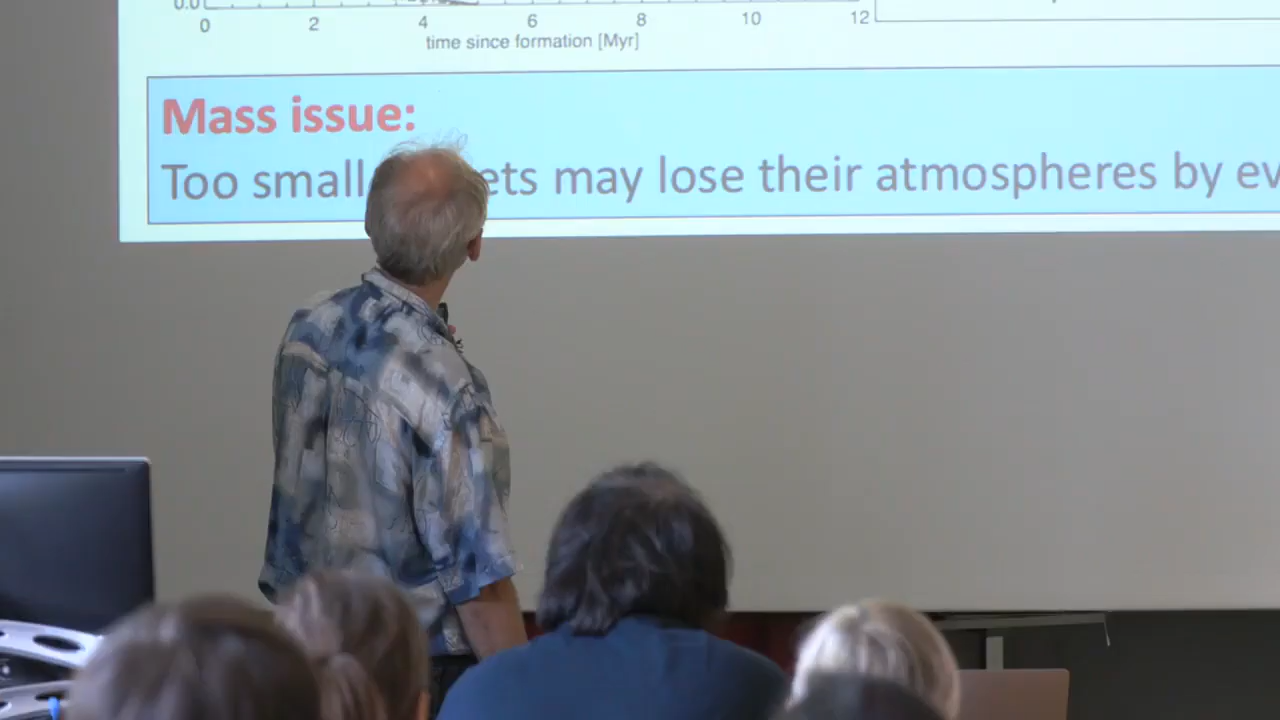 0.0
0 2 4 6 8 10 12
time since formation [Myr]
Mass issue:
Too small ets may lose their atmospheres by ev